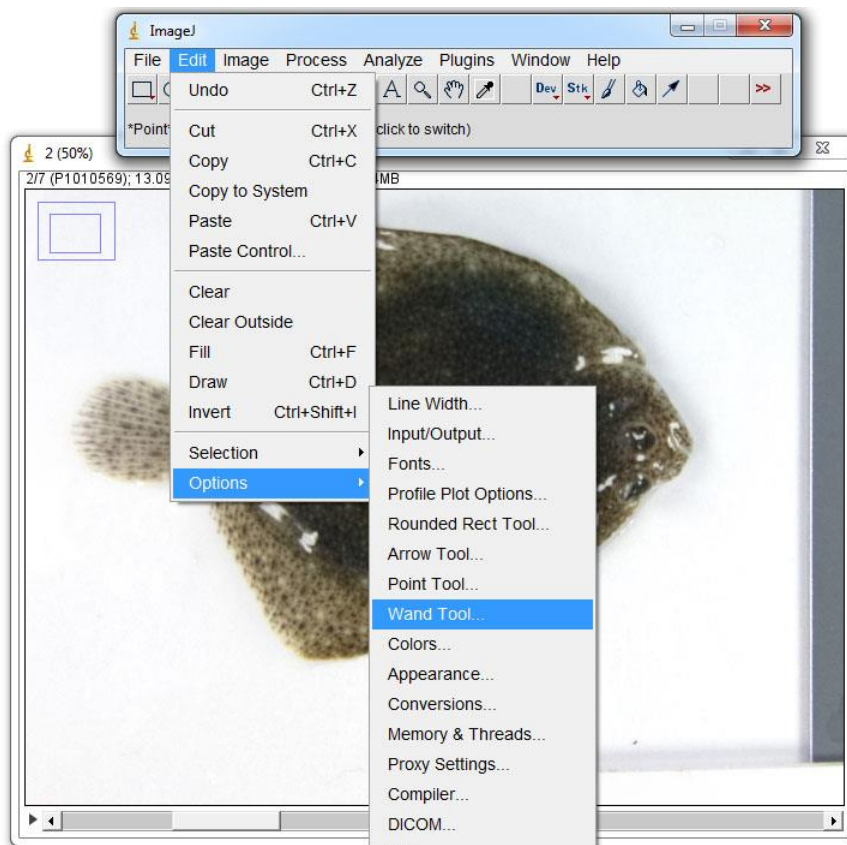 ImageJ
File Edit Image Process Analyze Plugins Window Help
A Dev Stk >>
click to switch)
2 (50%)
2/7 (P1010569); 13.09
4MB
Undo Ctrl+Z
Cut Ctrl+X
Copy Ctrl+C
Copy to System
Paste Ctrl+V
Paste Control...
Clear
Clear Outside
Fill Ctrl+F
Draw Ctrl+D
Invert Ctrl+Shift+I
Selection
Options
Line Width...
Input/Output...
Fonts...
Profile Plot Options...
Rounded Rect Tool...
Arrow Tool...
Point Tool...
Wand Tool...
Colors...
Appearance...
Conversions...
Memory & Threads...
Proxy Settings...
Compiler...
DICOM...